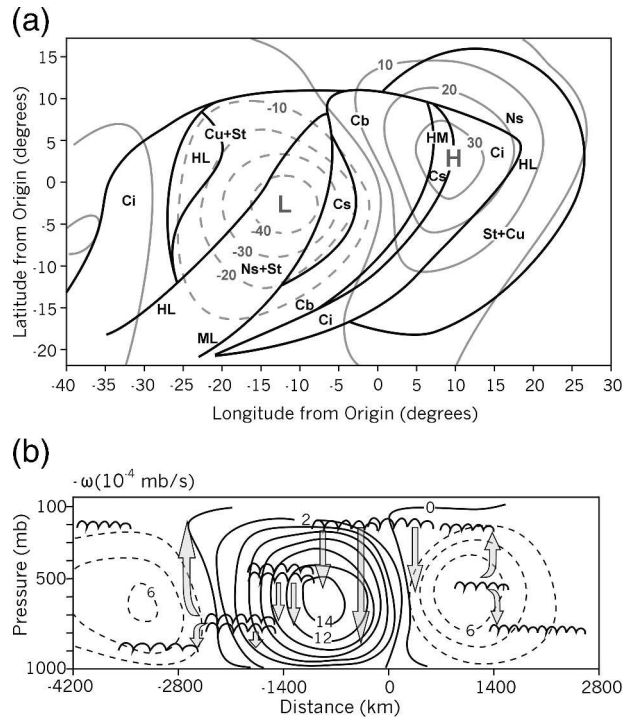 (a)
15
10
5
0
-5
-10
-15
-20
Latitude from Origin (degrees)
-40 -35 -30 -25 -20 -15 -10 -5 0 5 10 15 20 25 30
Longitude from Origin (degrees)
10
-10
20
Cu+St
Cb
Ns
HL
HM
30
H
Ci
HL
Ci
Cs
L
Cs
-40
St+Cu
-30
-20
Ns+St
HL
Cb
Ci
ML
(b)
- ω(10⁻⁴ mb/s)
100
500
1000
Pressure (mb)
0
2
6
14
12
6
-4200 -2800 -1400 0 1400 2800
Distance (km)